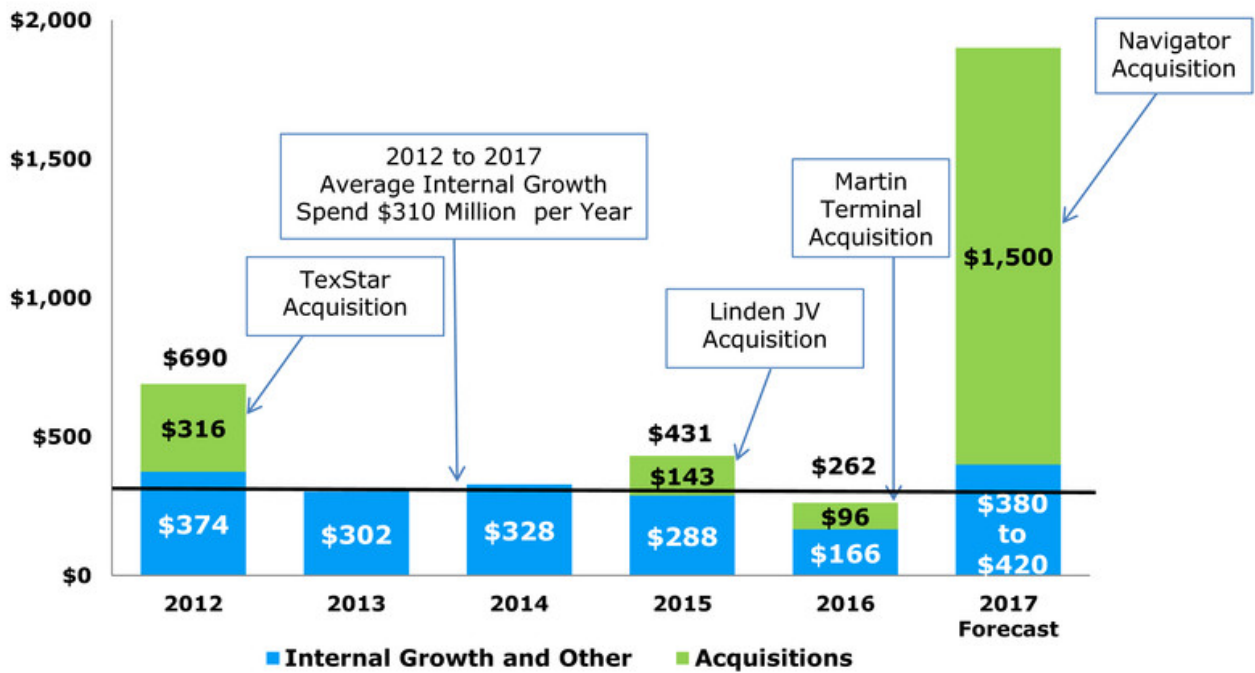 $2,000
$1,500
$1,000
$500
$0
2012 to 2017
Average Internal Growth
Spend $310 Million per Year
TexStar
Acquisition
Linden JV
Acquisition
Martin
Terminal
Acquisition
Navigator
Acquisition
$690
$316
$374
$302
$328
$431
$143
$288
$262
$96
$166
$1,500
$380
to
$420
2012
2013
2014
2015
2016
2017
Forecast
Internal Growth and Other
Acquisitions